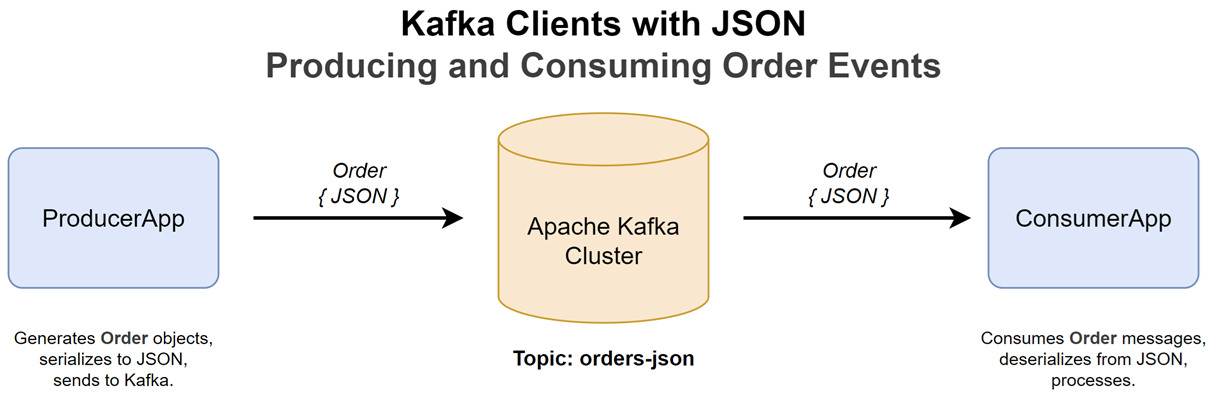 Kafka Clients with JSON
Producing and Consuming Order Events
ProducerApp
Order
{ JSON }
Apache Kafka
Cluster
Order
{ JSON }
ConsumerApp
Generates Order objects,
serializes to JSON,
sends to Kafka.
Topic: orders-json
Consumes Order messages,
deserializes from JSON,
processes.